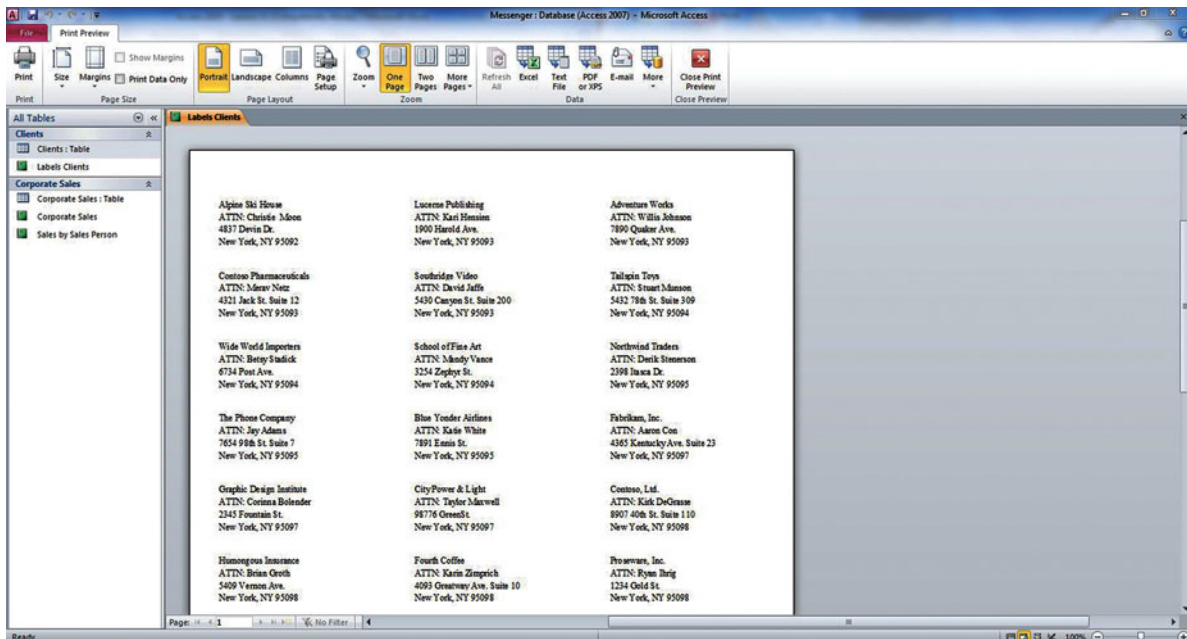 Messenger : Database (Access 2007) - Microsoft Access
File Print Preview
Show Margins
Print Data Only
Print Size Margins Portrait Landscape Columns Page Setup Zoom One Page Two Pages More Pages Refresh All Excel Text File PDF or XPS E-mail More Close Print Preview
Print Page Size Page Layout Zoom Data Close Preview
All Tables
Clients
Clients : Table
Labels Clients
Corporate Sales
Corporate Sales : Table
Corporate Sales
Sales by Sales Person
Labels Clients
Alpine Ski House Lucerne Publishing Adventure Works
ATTN: Christie Moon ATTN: Kari Hensien ATTN: Willis Johnson
4837 Devin Dr. 1900 Harold Ave. 7890 Quaker Ave.
New York, NY 95092 New York, NY 95093 New York, NY 95093
Contoso Pharmaceuticals Southridge Video Tailspin Toys
ATTN: Merav Netz ATTN: David Jaffe ATTN: Stuart Munson
4321 Jack St. Suite 12 5430 Canyon St. Suite 200 5432 78th St. Suite 309
New York, NY 95093 New York, NY 95093 New York, NY 95094
Wide World Importers School of Fine Art Northwind Traders
ATTN: Betsy Stadick ATTN: Mandy Vance ATTN: Derik Stenerson
6734 Post Ave. 3254 Zephyr St. 2398 Itasca Dr.
New York, NY 95094 New York, NY 95094 New York, NY 95095
The Phone Company Blue Yonder Airlines Fabrikam, Inc.
ATTN: Jay Adams ATTN: Katie White ATTN: Aaron Con
7654 98th St. Suite 7 7891 Ennis St. 4365 Kentucky Ave. Suite 23
New York, NY 95095 New York, NY 95095 New York, NY 95097
Graphic Design Institute City Power & Light Contoso, Ltd.
ATTN: Corinna Bolender ATTN: Taylor Maxwell ATTN: Kirk DeGrasse
2345 Fountain St. 98776 GreenSt. 8907 40th St. Suite 110
New York, NY 95097 New York, NY 95097 New York, NY 95098
Humongous Insurance Fourth Coffee Proseware, Inc.
ATTN: Brian Groth ATTN: Karin Zimprich ATTN: Ryan Ihrig
5409 Vernon Ave. 4093 Greatway Ave. Suite 10 1234 Gold St.
New York, NY 95098 New York, NY 95098 New York, NY 95098
Page: 1 No Filter
Ready 100%